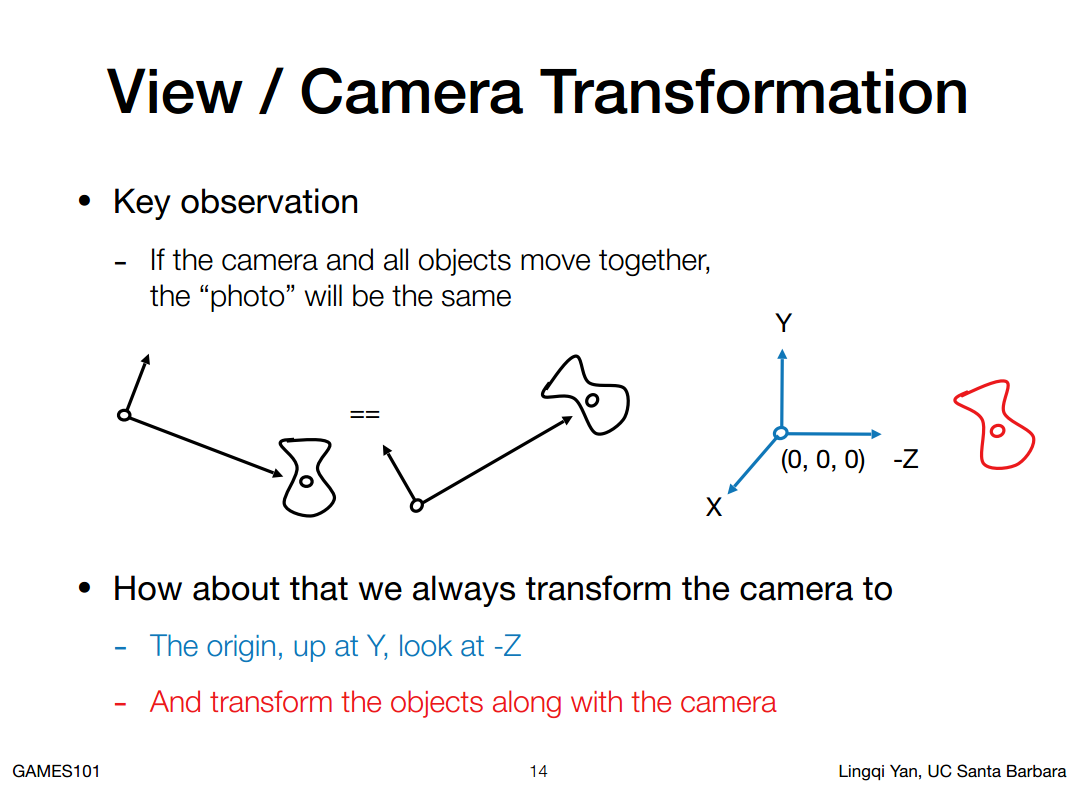 View / Camera Transformation
• Key observation
- If the camera and all objects move together,
the “photo” will be the same
==
Y
(0, 0, 0)
-Z
X
• How about that we always transform the camera to
- The origin, up at Y, look at -Z
- And transform the objects along with the camera
GAMES101
14
Lingqi Yan, UC Santa Barbara